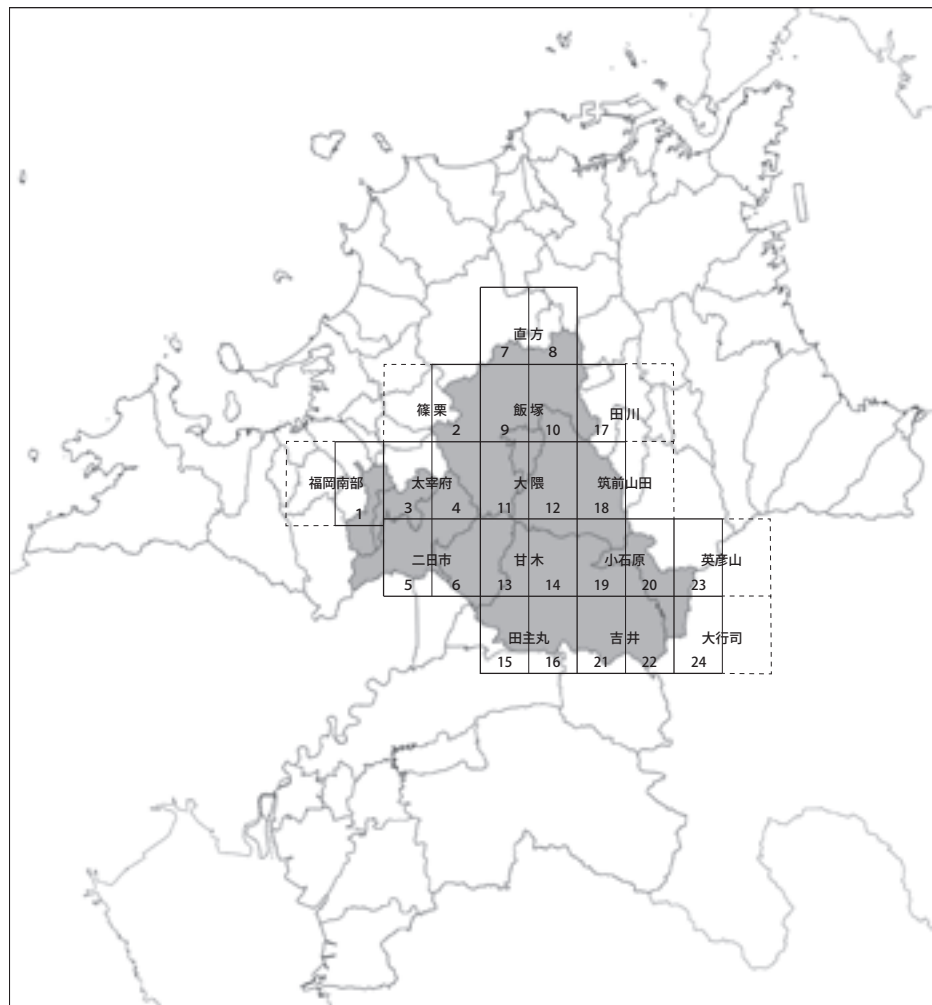 直方
7 8
篠栗 飯塚 田川
2 9 10 17
福岡南部 太宰府 大隈 筑前山田
1 3 4 11 12 18
二日市 甘木 小石原 英彦山
5 6 13 14 19 20 23
田主丸 吉井 大行司
15 16 21 22 24